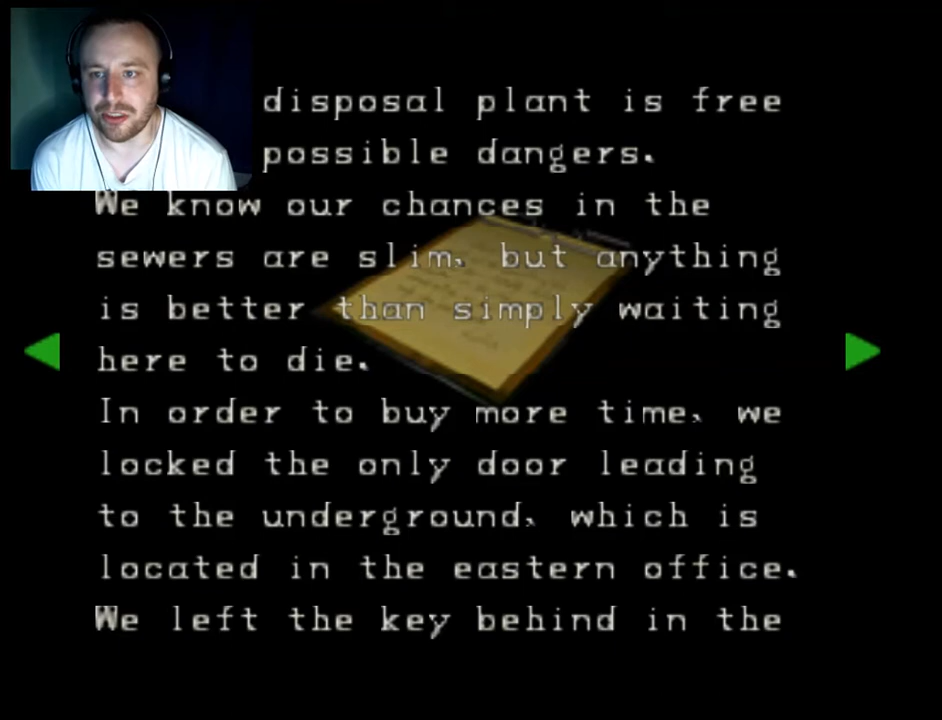 disposal plant is free
possible dangers.
We know our chances in the
sewers are slim, but anything
is better than simply waiting
here to die.
In order to buy more time, we
locked the only door leading
to the underground, which is
located in the eastern office.
We left the key behind in the